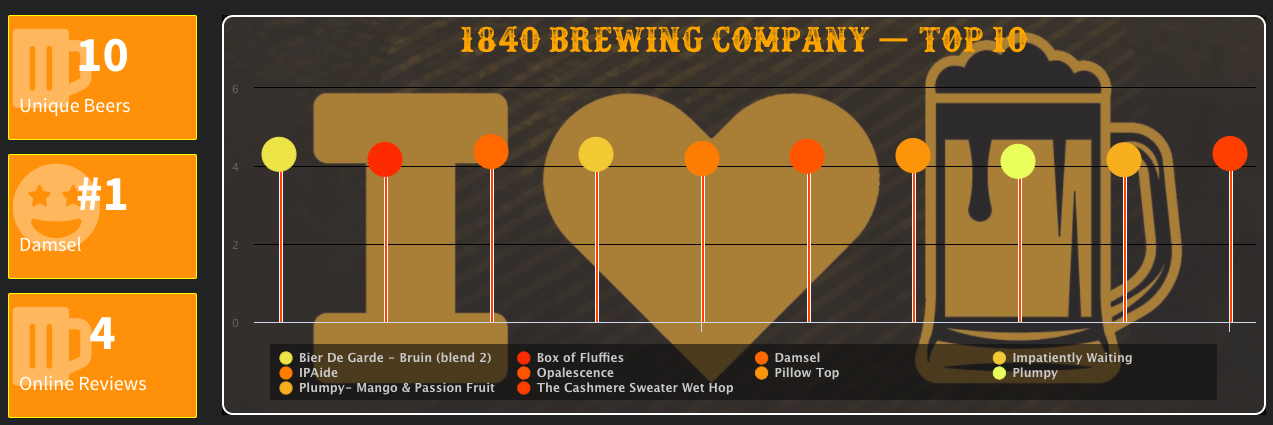 10
Unique Beers
#1
Damsel
4
Online Reviews
1840 BREWING COMPANY — TOP 10
6
4
2
0
Bier De Garde - Bruin (blend 2) Box of Fluffies Damsel Impatiently Waiting
IPAide Opalescence Pillow Top Plumpy
Plumpy- Mango & Passion Fruit The Cashmere Sweater Wet Hop